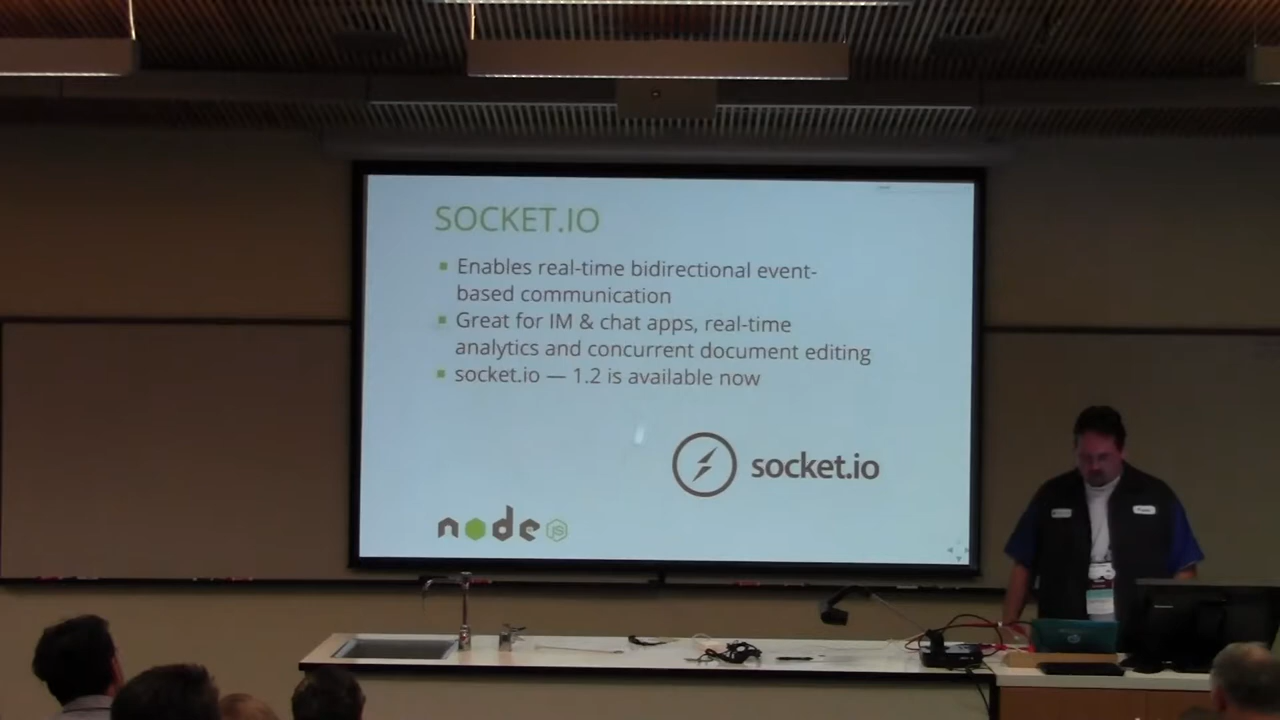 SOCKET.IO
Enables real-time bidirectional event-
based communication
Great for IM & chat apps, real-time
analytics and concurrent document editing
socket.io — 1.2 is available now
socket.io
node JS